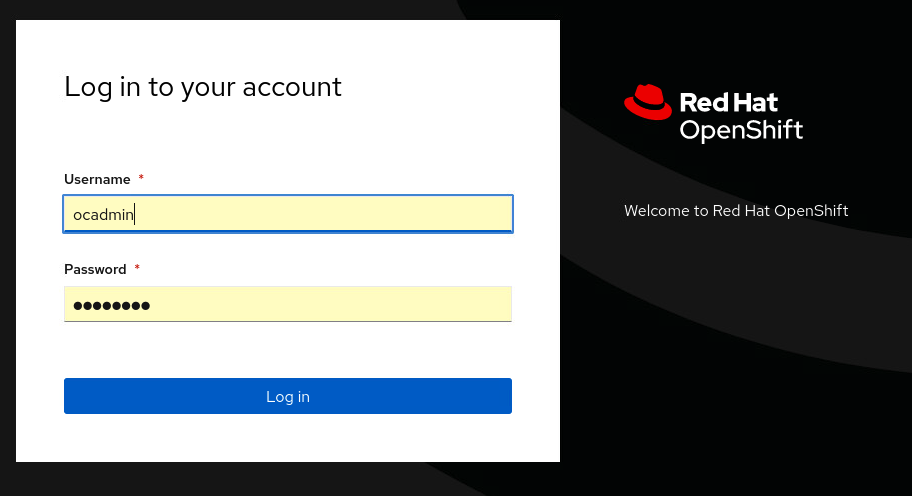 Log in to your account
Username *
ocadmin
Password *
●●●●●●●●
Log in
Red Hat
OpenShift
Welcome to Red Hat OpenShift